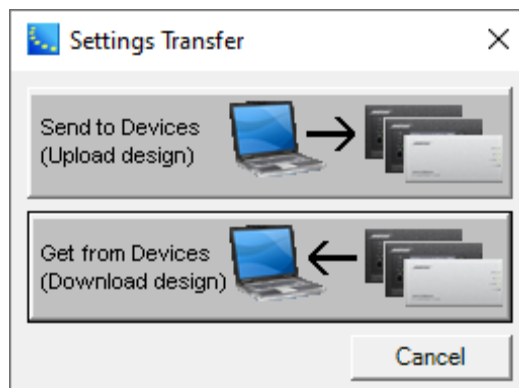 Settings Transfer
Send to Devices
(Upload design)
Get from Devices
(Download design)
Cancel